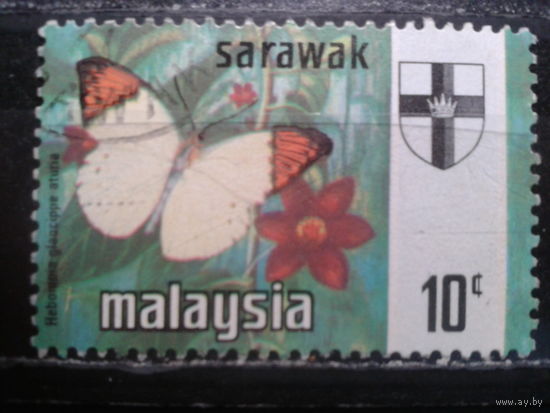 sarawak
Hebomoia glaucippe aturia
malaysia
10¢
www.ay.by